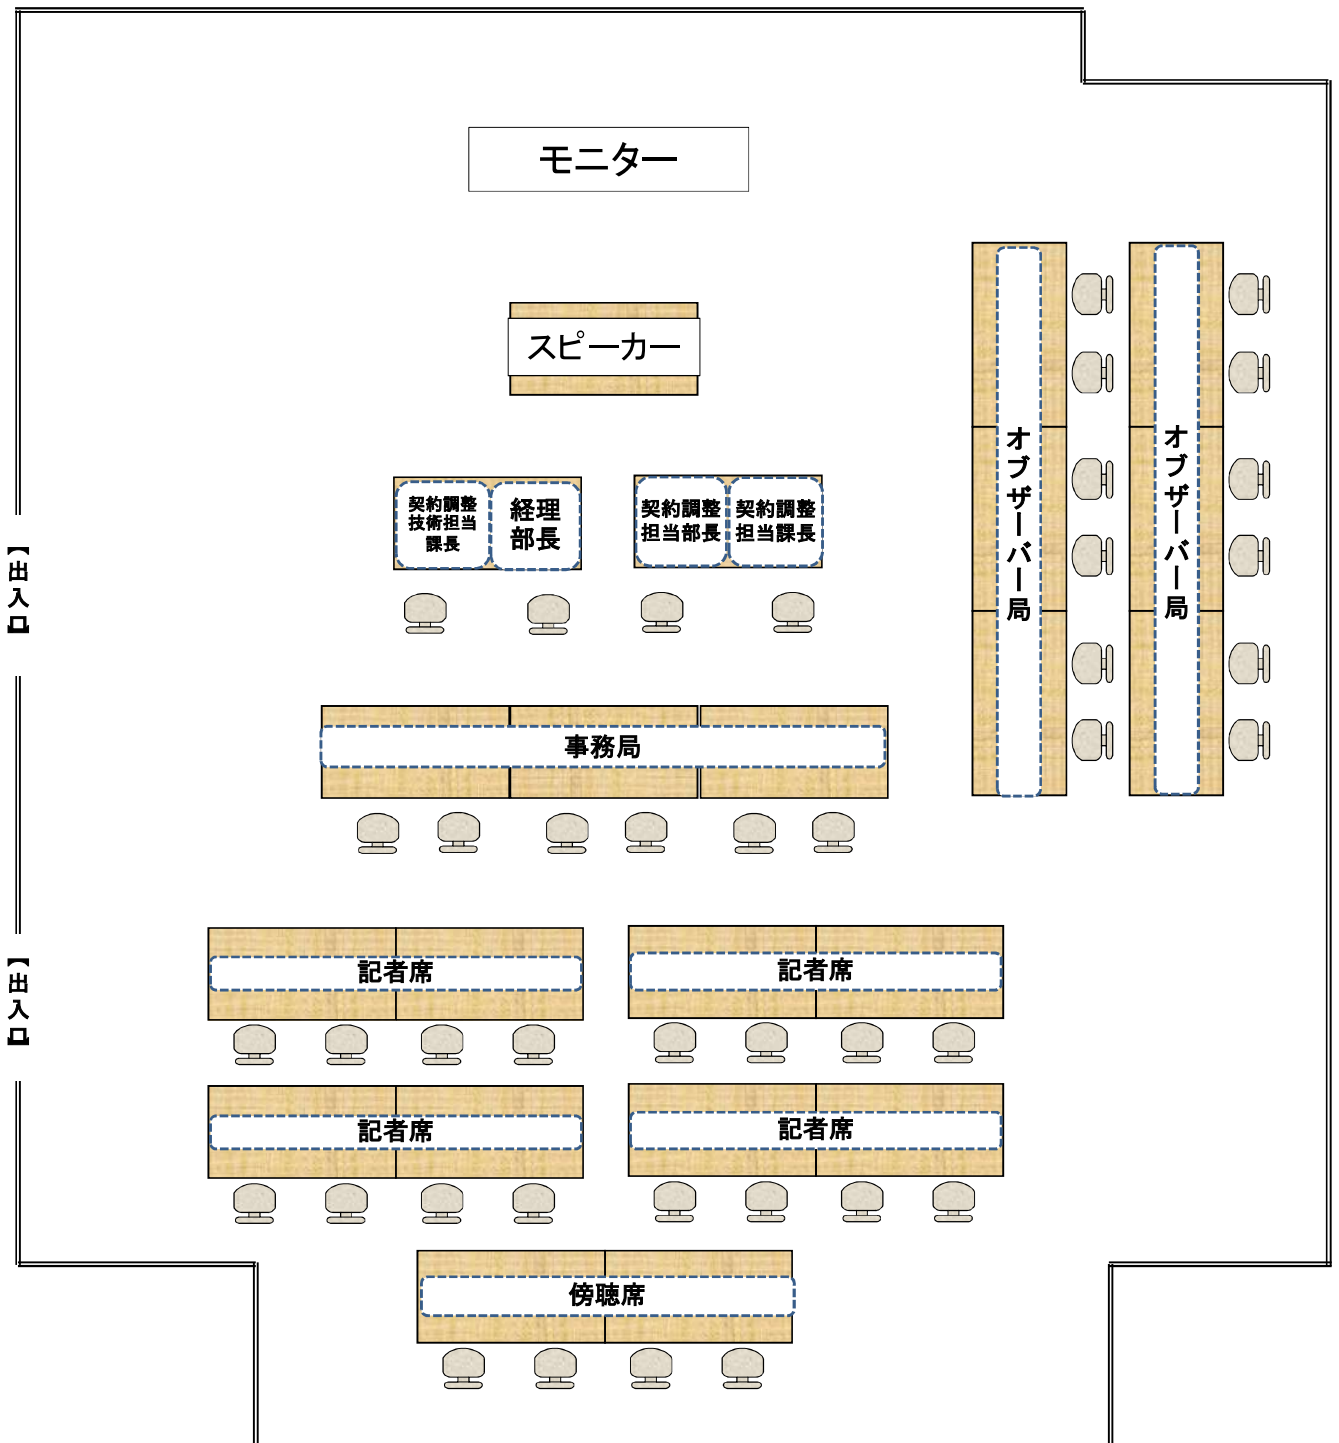 モニター
スピーカー
契約調整
技術担当
課長
経理
部長
契約調整
担当部長
契約調整
担当課長
オブザーバー局
オブザーバー局
【出入口】
事務局
【出入口】
記者席
記者席
記者席
記者席
傍聴席